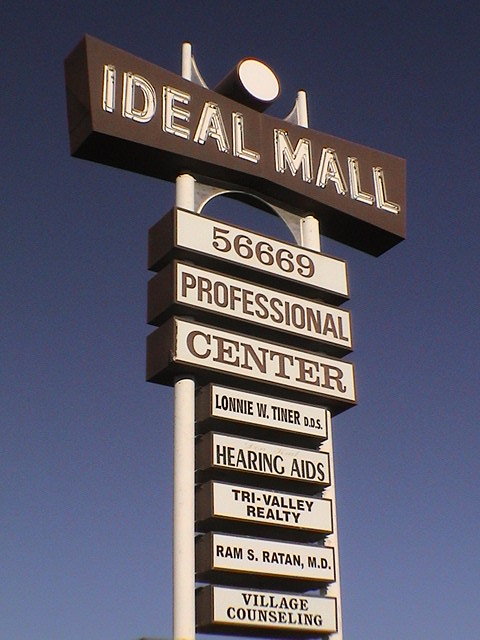 IDEAL MALL
56669
PROFESSIONAL
CENTER
LONNIE W. TINER D.D.S.
HEARING AIDS
TRI-VALLEY
REALTY
RAM S. RATAN, M.D.
VILLAGE
COUNSELING